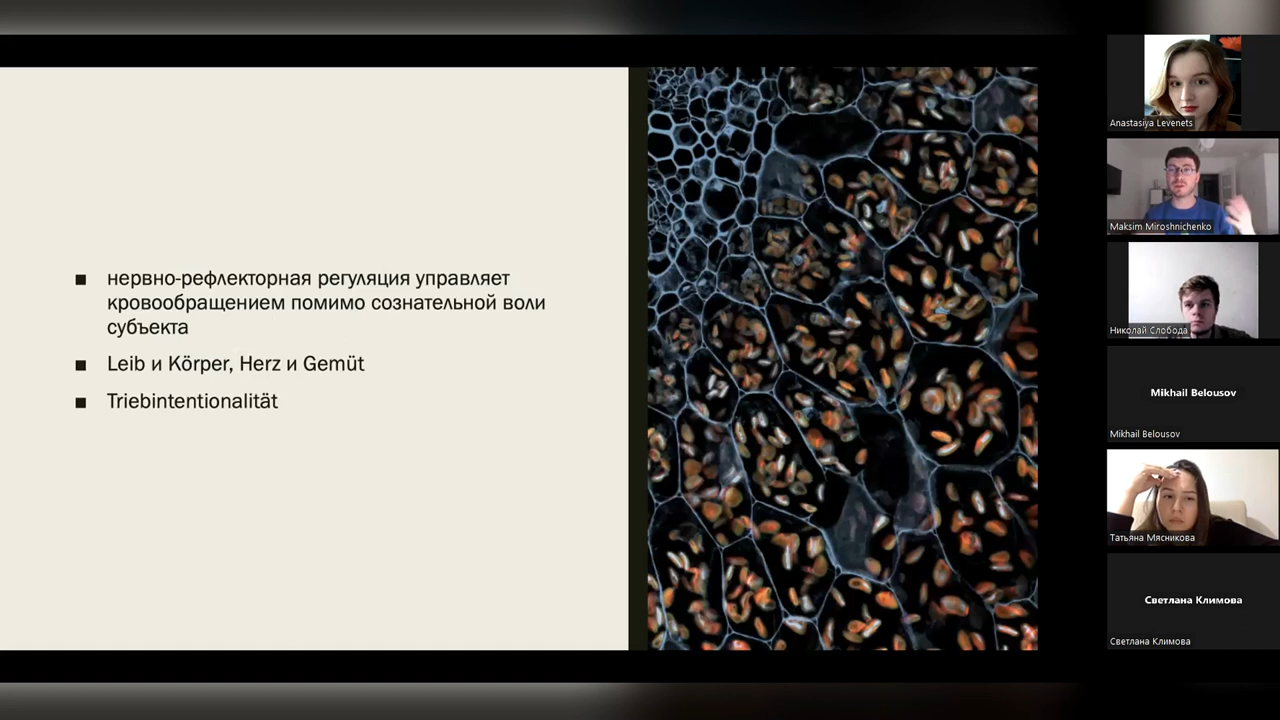 нервно-рефлекторная регуляция управляет
кровообращением помимо сознательной воли
субъекта
Leib и Körper, Herz и Gemüt
Triebintentionalität
Anastasiya Levenets
Maksim Miroshnichenko
Николай Слобода
Mikhail Belousov
Mikhail Belousov
Татьяна Мясникова
Светлана Климова
Светлана Климова